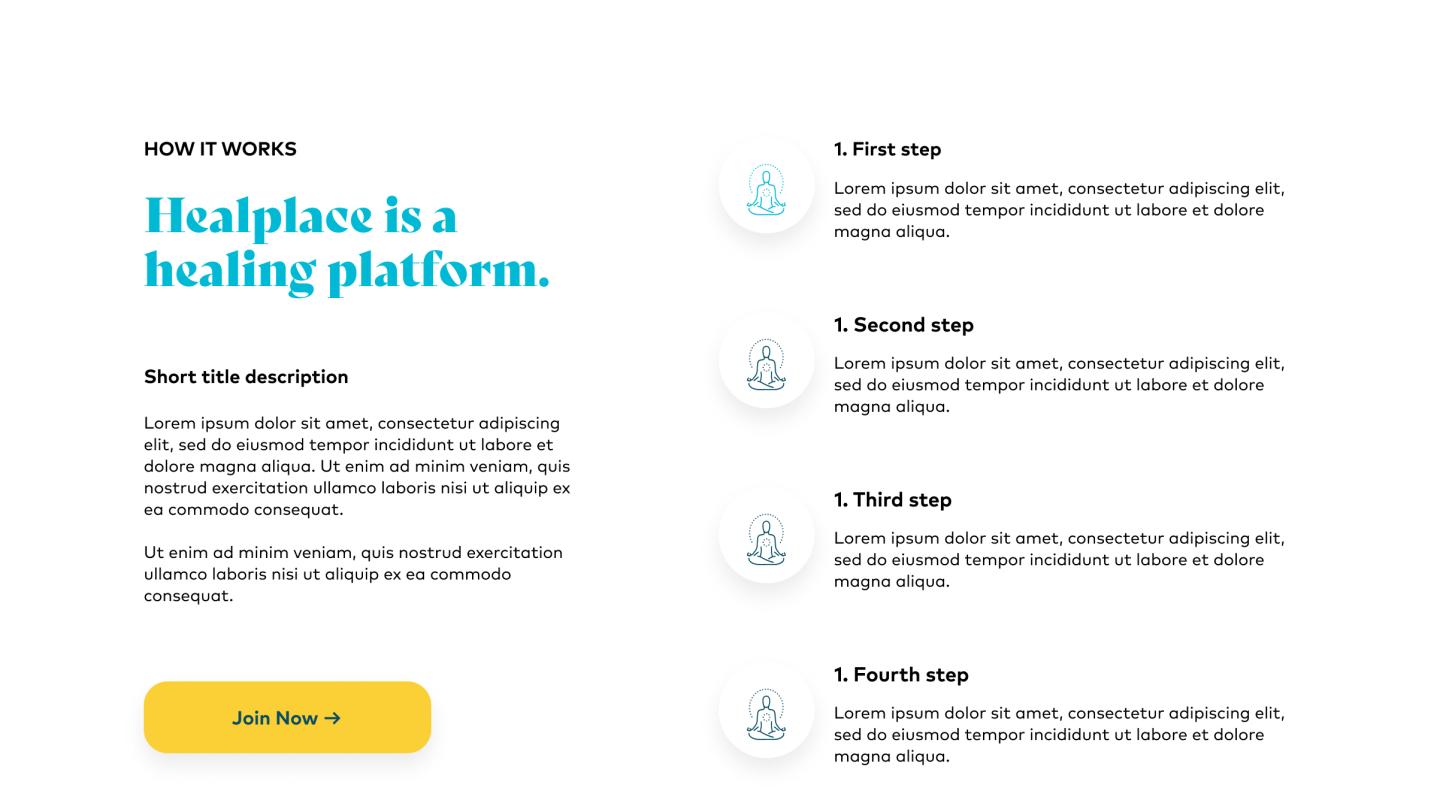 HOW IT WORKS
Healplace is a
healing platform.
Short title description
Lorem ipsum dolor sit amet, consectetur adipiscing
elit, sed do eiusmod tempor incididunt ut labore et
dolore magna aliqua. Ut enim ad minim veniam, quis
nostrud exercitation ullamco laboris nisi ut aliquip ex
ea commodo consequat.
Ut enim ad minim veniam, quis nostrud exercitation
ullamco laboris nisi ut aliquip ex ea commodo
consequat.
Join Now →
1. First step
Lorem ipsum dolor sit amet, consectetur adipiscing elit,
sed do eiusmod tempor incididunt ut labore et dolore
magna aliqua.
1. Second step
Lorem ipsum dolor sit amet, consectetur adipiscing elit,
sed do eiusmod tempor incididunt ut labore et dolore
magna aliqua.
1. Third step
Lorem ipsum dolor sit amet, consectetur adipiscing elit,
sed do eiusmod tempor incididunt ut labore et dolore
magna aliqua.
1. Fourth step
Lorem ipsum dolor sit amet, consectetur adipiscing elit,
sed do eiusmod tempor incididunt ut labore et dolore
magna aliqua.